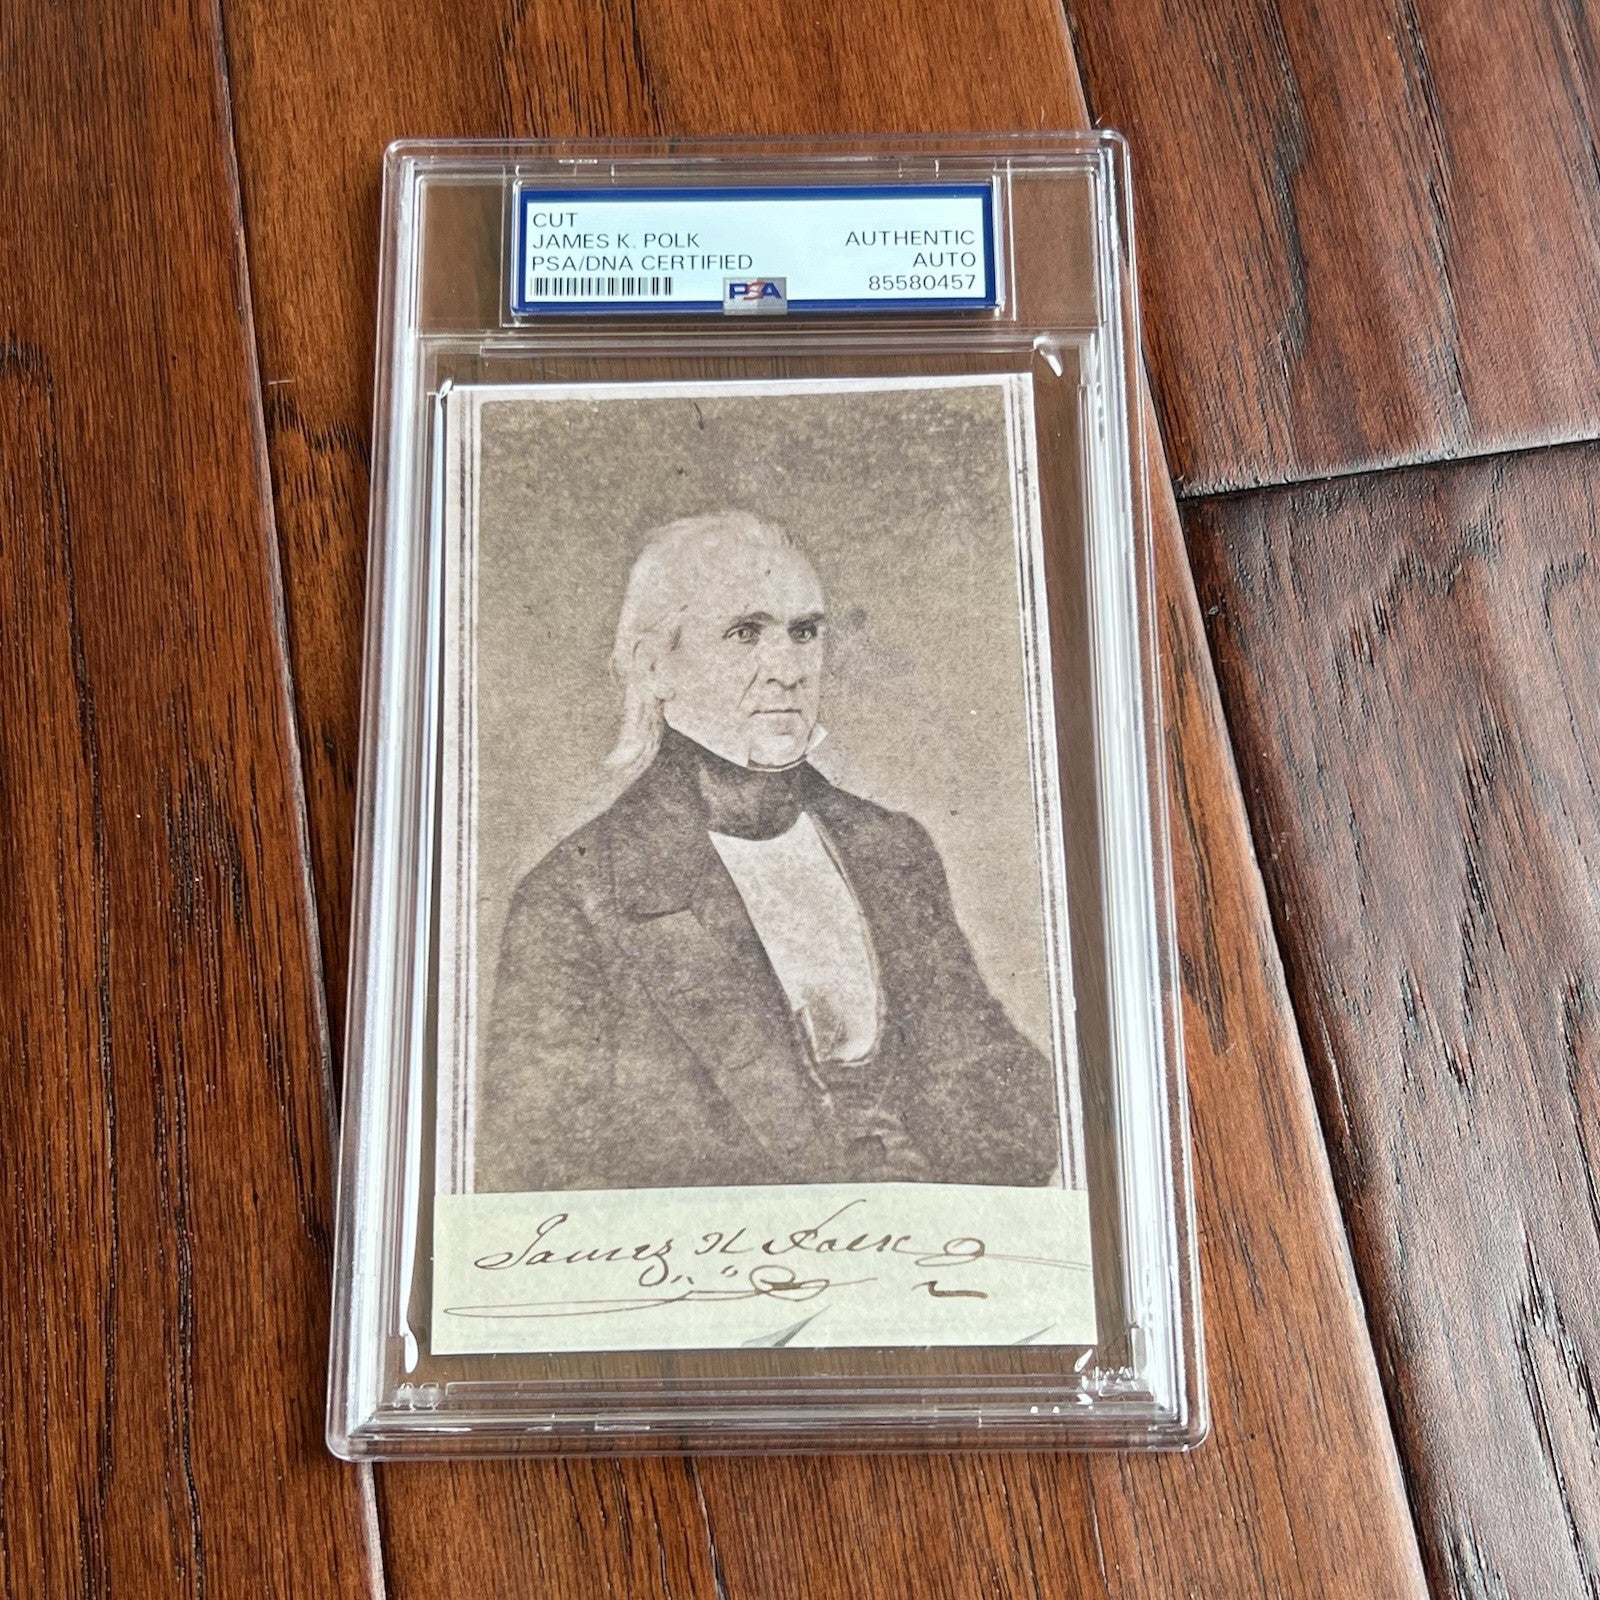 CUT
JAMES K. POLK
PSA/DNA CERTIFIED
AUTHENTIC
AUTO
85580457
PSA
James K Polk